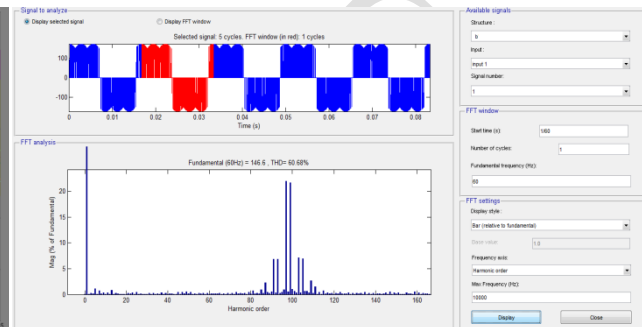 Signal to analyze
Display selected signal
Display FFT window
Selected signal: 5 cycles. FFT window (in red): 1 cycles
100
0
-100
0 0.01 0.02 0.03 0.04 0.05 0.06 0.07 0.08
Time (s)
FFT analysis
Fundamental (60Hz) = 146.6 , THD= 60.68%
Mag (% of Fundamental)
20
15
10
5
0
0 20 40 60 80 100 120 140 160
Harmonic order
Available signals
Structure :
b
Input :
input 1
Signal number:
1
FFT window
Start time (s):
1/60
Number of cycles:
1
Fundamental frequency (Hz):
60
FFT settings
Display style :
Bar (relative to fundamental)
Base value:
1.0
Frequency axis:
Harmonic order
Max Frequency (Hz):
10000
Display
Close